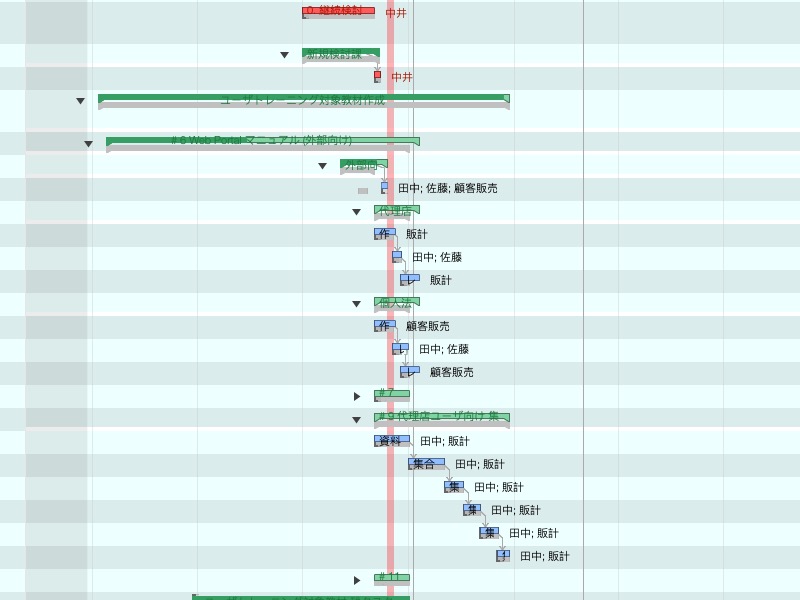 継続検討
中井
新規検討課
中井
ユーザトレーニング対象教材作成
# 6 Web Portal マニュアル (外部向け)
外部向
田中; 佐藤; 顧客販売
代理店
作 販計
田中; 佐藤
レ 販計
個人法
作 顧客販売
レ 田中; 佐藤
レ 顧客販売
# 7
# 9 代理店ユーザ向け 集
資料 田中; 販計
集合 田中; 販計
集 田中; 販計
集 田中; 販計
集 田中; 販計
田中; 販計
# 11